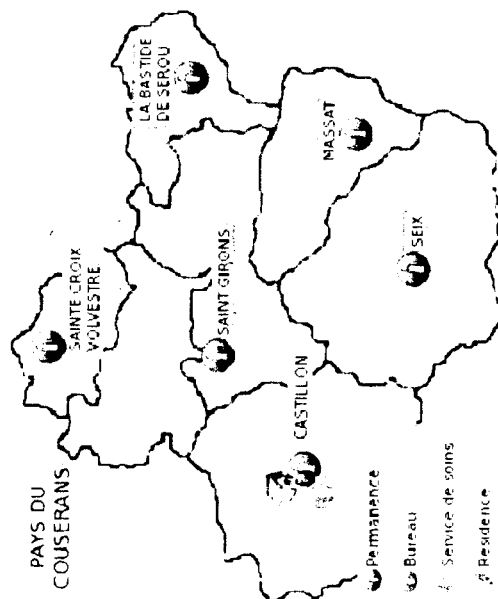 PAYS DU
COUSERANS
SAINTE CROIX
VOLVESTRE
LA BASTIDE
DE SEROU
SAINT GIRONS
MASSAT
CASTILLON
SEIX
Permanence
Bureau
Service de soins
Residence